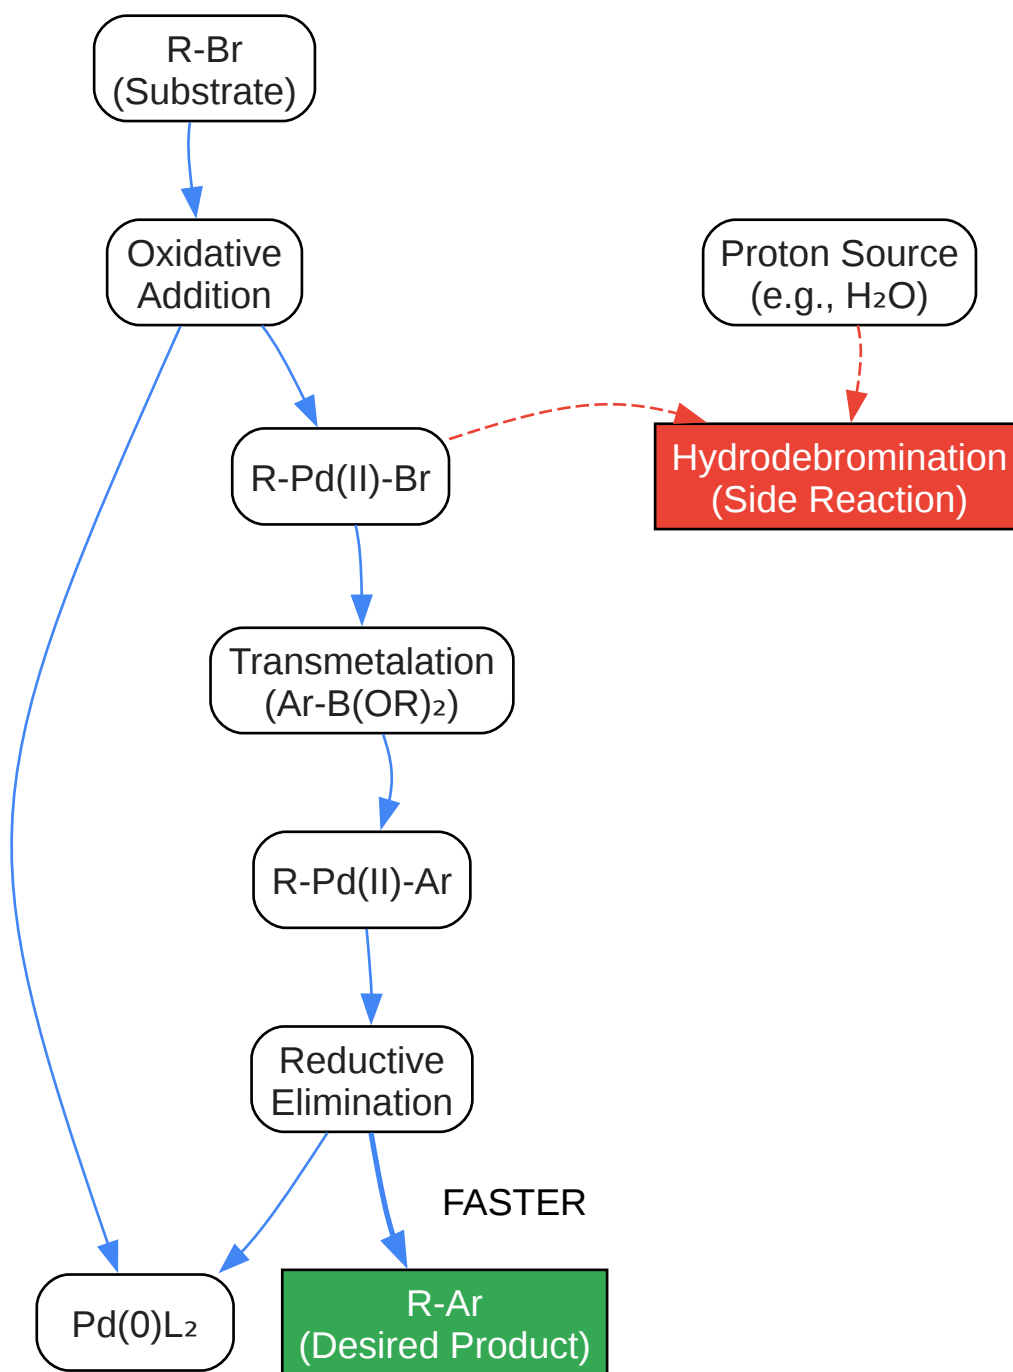 R-Br
(Substrate)
Oxidative
Addition
Proton Source
(e.g., H₂O)
R-Pd(II)-Br
Hydrodebromination
(Side Reaction)
Transmetalation
(Ar-B(OR)₂)
R-Pd(II)-Ar
Reductive
Elimination
FASTER
Pd(0)L₂
R-Ar
(Desired Product)